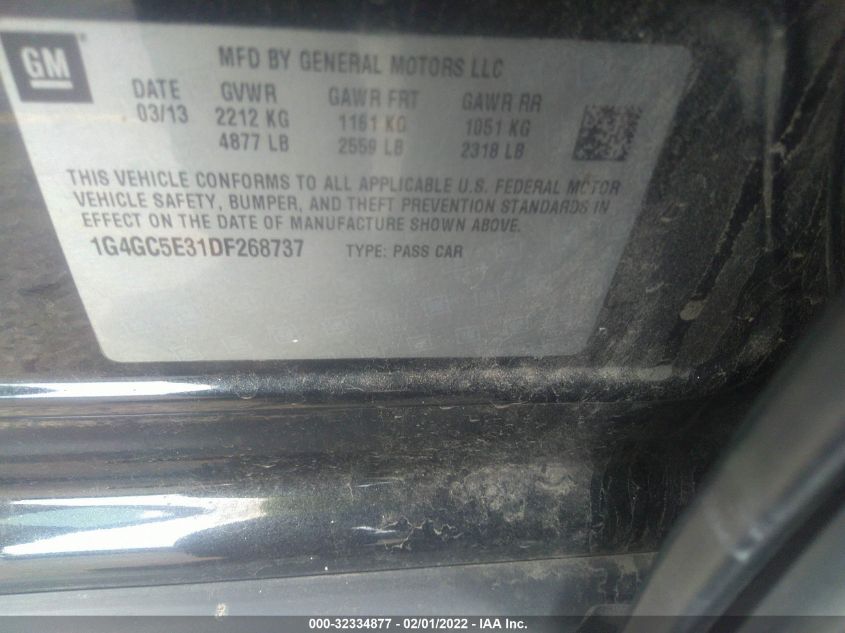 GM
MFD BY GENERAL MOTORS LLC
DATE GVWR GAWR FRT GAWR RR
03/13 2212 KG 1161 KG 1051 KG
4877 LB 2559 LB 2318 LB
THIS VEHICLE CONFORMS TO ALL APPLICABLE U.S. FEDERAL MOTOR
VEHICLE SAFETY, BUMPER, AND THEFT PREVENTION STANDARDS IN
EFFECT ON THE DATE OF MANUFACTURE SHOWN ABOVE.
1G4GC5E31DF268737 TYPE: PASS CAR
000-32334877 - 02/01/2022 - IAA Inc.